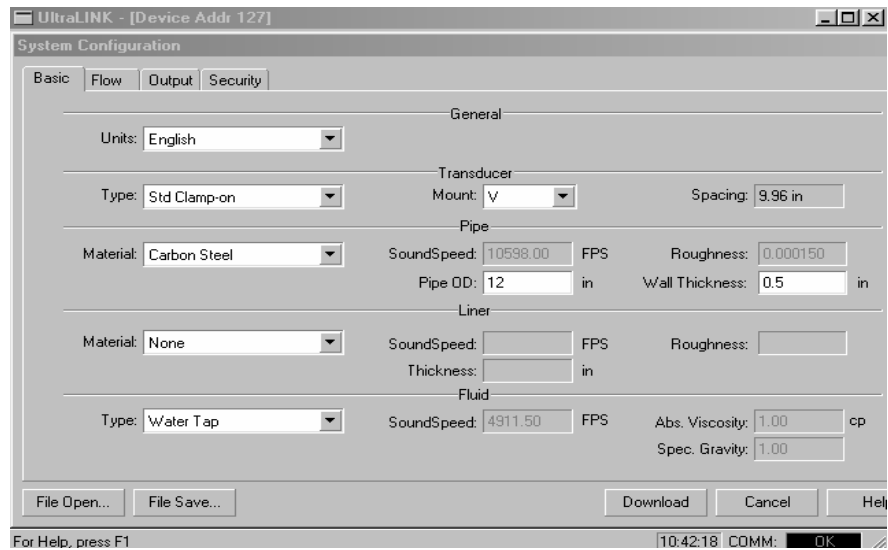 UltraLINK - [Device Addr 127]
System Configuration
Basic Flow Output Security
General
Units: English
Transducer
Type: Std Clamp-on Mount: V Spacing: 9.96 in
Pipe
Material: Carbon Steel SoundSpeed: 10598.00 FPS Roughness: 0.000150
Pipe OD: 12 in Wall Thickness: 0.5 in
Liner
Material: None SoundSpeed: FPS Roughness:
Thickness: in
Fluid
Type: Water Tap SoundSpeed: 4911.50 FPS Abs. Viscosity: 1.00 cp
Spec. Gravity: 1.00
File Open... File Save... Download Cancel Help
For Help, press F1 10:42:18 COMM: OK